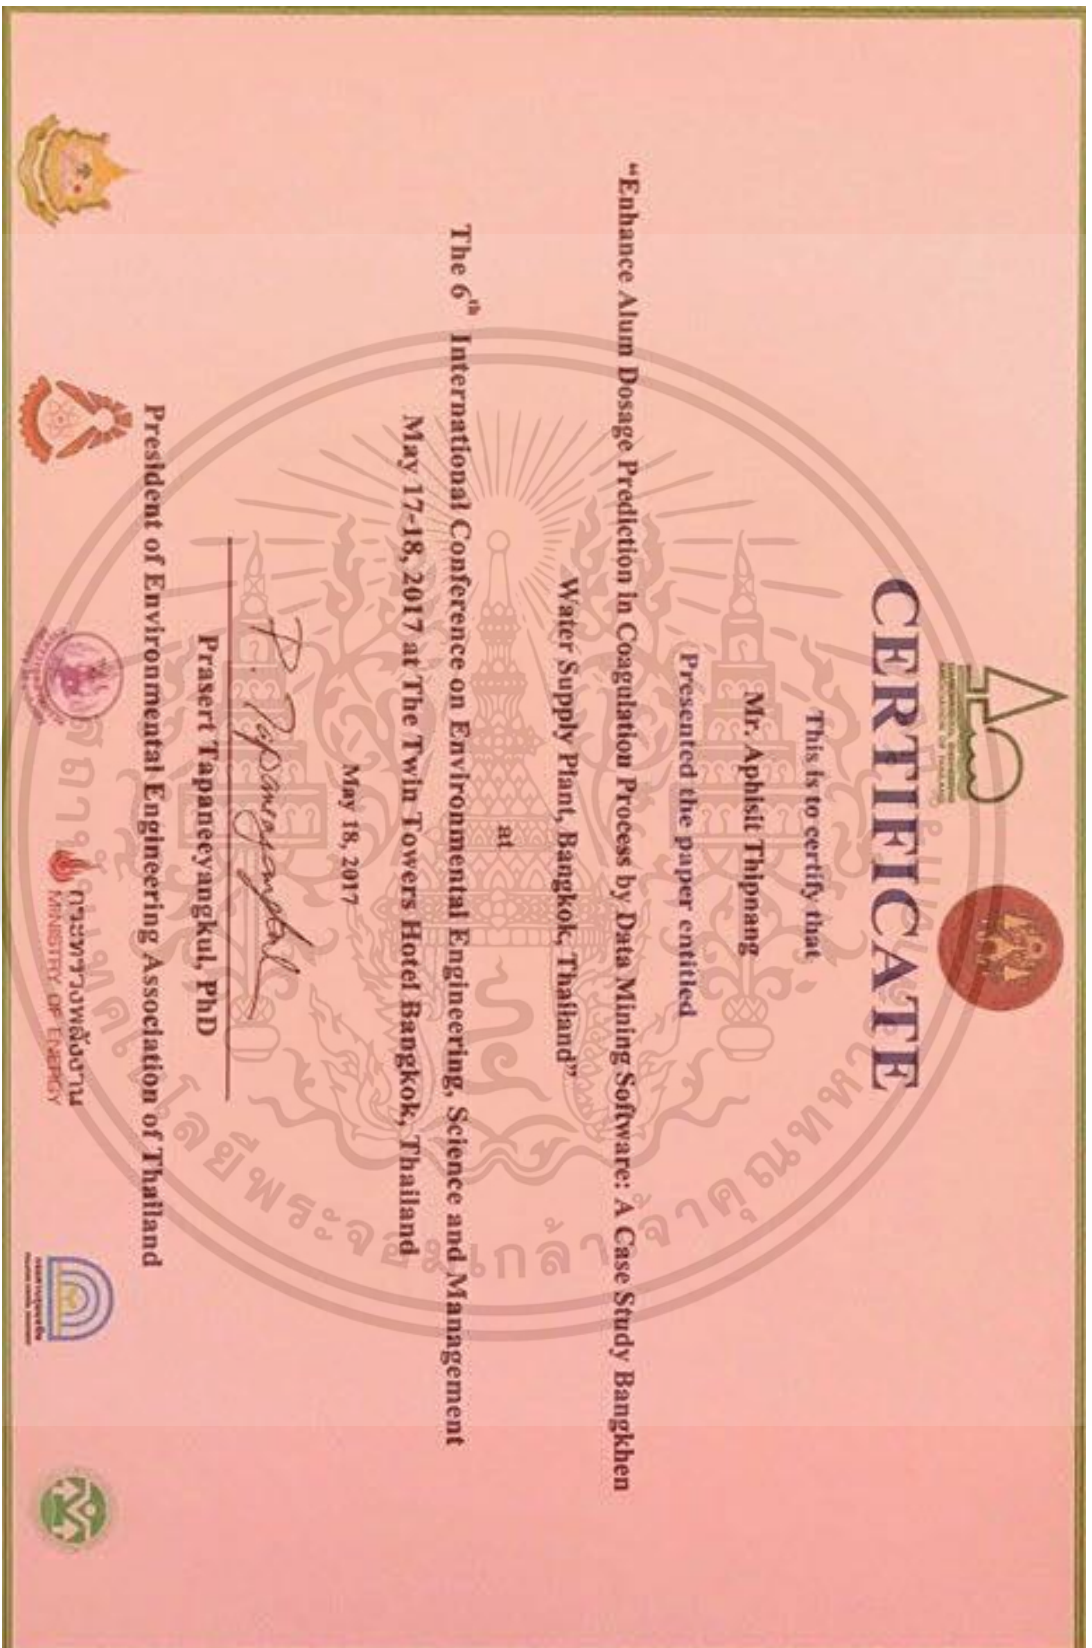 CERTIFICATE
This is to certify that
Mr. Aphisit Thipnang
Presented the paper entitled
“Enhance Alum Dosage Prediction in Coagulation Process by Data Mining Software: A Case Study Bangkhen
Water Supply Plant, Bangkok, Thailand”
at
The 6th International Conference on Environmental Engineering, Science and Management
May 17-18, 2017 at The Twin Towers Hotel Bangkok, Thailand
May 18, 2017
Prasert Tapaneeyangkul, PhD
President of Environmental Engineering Association of Thailand
กระทรวงพลังงาน
MINISTRY OF ENERGY